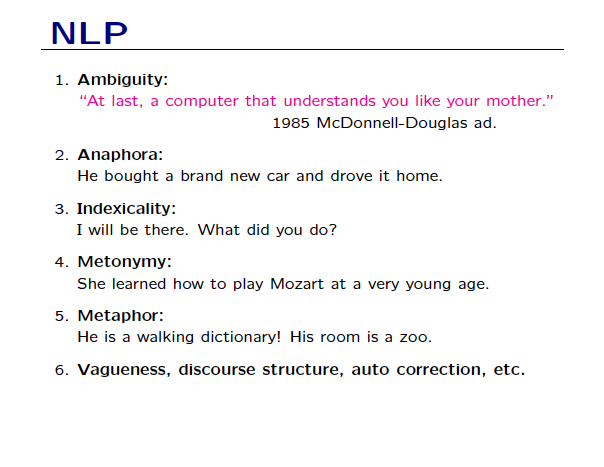 NLP
1. Ambiguity:
“At last, a computer that understands you like your mother.”
1985 McDonnell-Douglas ad.
2. Anaphora:
He bought a brand new car and drove it home.
3. Indexicality:
I will be there. What did you do?
4. Metonymy:
She learned how to play Mozart at a very young age.
5. Metaphor:
He is a walking dictionary! His room is a zoo.
6. Vagueness, discourse structure, auto correction, etc.